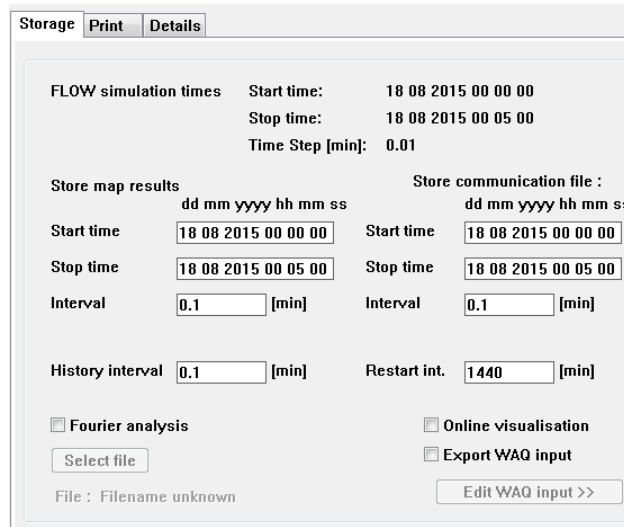 Storage Print Details
FLOW simulation times Start time: 18 08 2015 00 00 00
Stop time: 18 08 2015 00 05 00
Time Step [min]: 0.01
Store map results Store communication file :
dd mm yyyy hh mm ss dd mm yyyy hh mm ss
Start time 18 08 2015 00 00 00 Start time 18 08 2015 00 00 00
Stop time 18 08 2015 00 05 00 Stop time 18 08 2015 00 05 00
Interval 0.1 [min] Interval 0.1 [min]
History interval 0.1 [min] Restart int. 1440 [min]
Fourier analysis Online visualisation
Select file Export WAQ input
File : Filename unknown Edit WAQ input >>